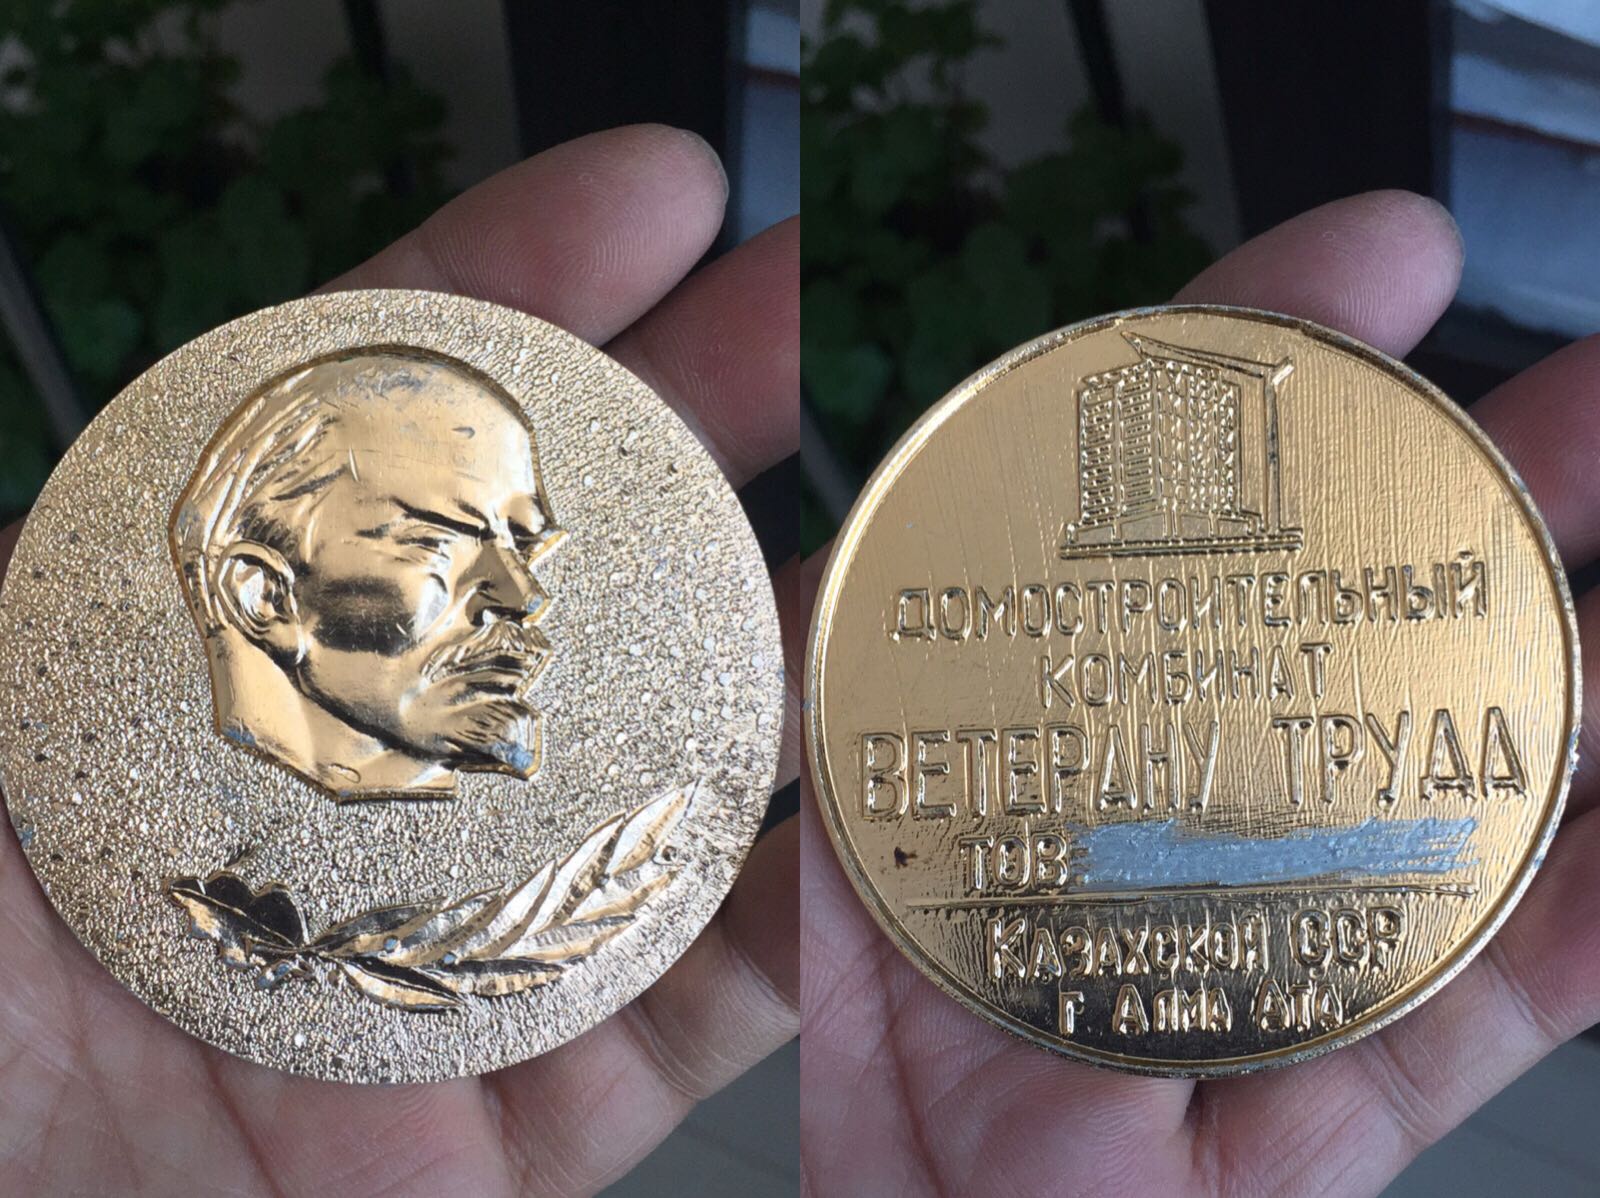 ДОМОСТРОИТЕЛЬНЫЙ
КОМБИНАТ
ВЕТЕРАНУ ТРУДА
ТОВ
КАЗАХСКОЙ ССР
Г АЛМА АТА